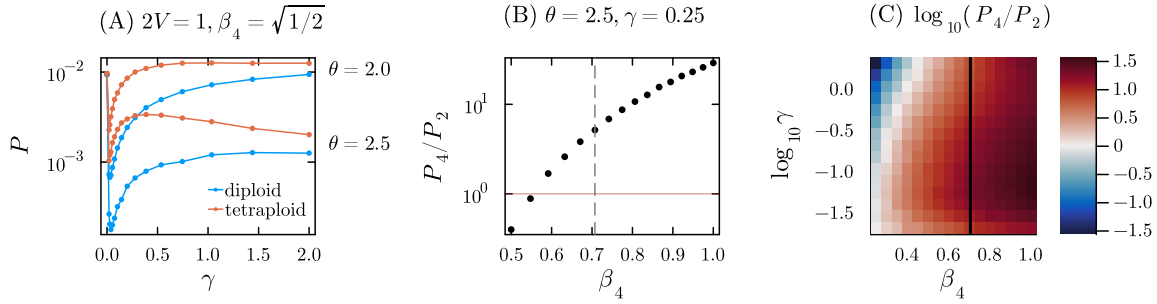 (A) 2V = 1, β₄ = √1/2
10⁻²
10⁻³
P
θ = 2.0
θ = 2.5
diploid
tetraploid
0.0 0.5 1.0 1.5 2.0
γ
(B) θ = 2.5, γ = 0.25
10¹
10⁰
P₄/P₂
0.5 0.6 0.7 0.8 0.9 1.0
β₄
(C) log₁₀(P₄/P₂)
0.0
−0.5
−1.0
−1.5
log₁₀ γ
0.4 0.6 0.8 1.0
β₄
1.5
1.0
0.5
0.0
−0.5
−1.0
−1.5